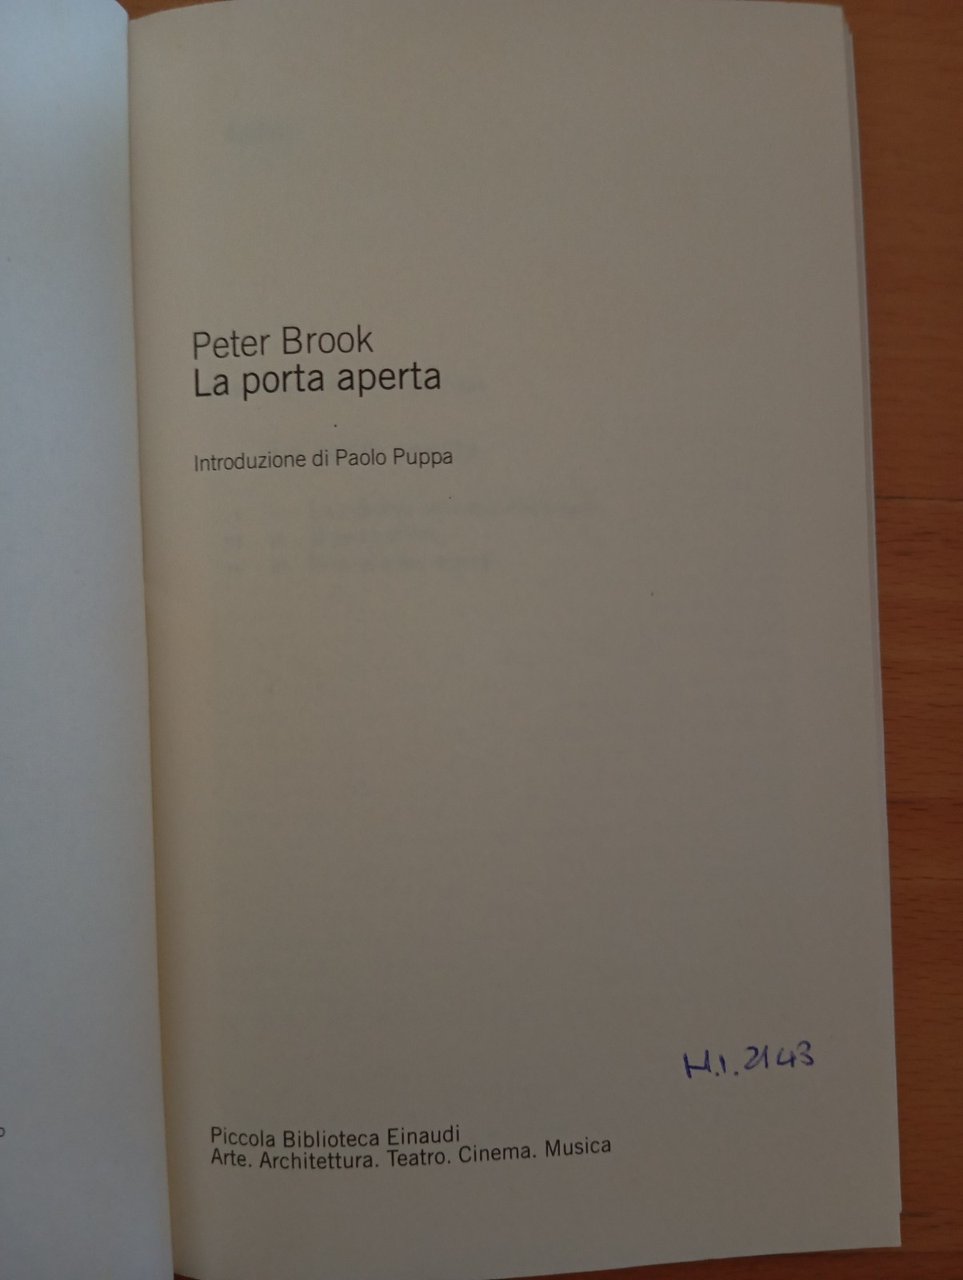 Peter Brook
La porta aperta
Introduzione di Paolo Puppa
H.1.2143
Piccola Biblioteca Einaudi
Arte. Architettura. Teatro. Cinema. Musica